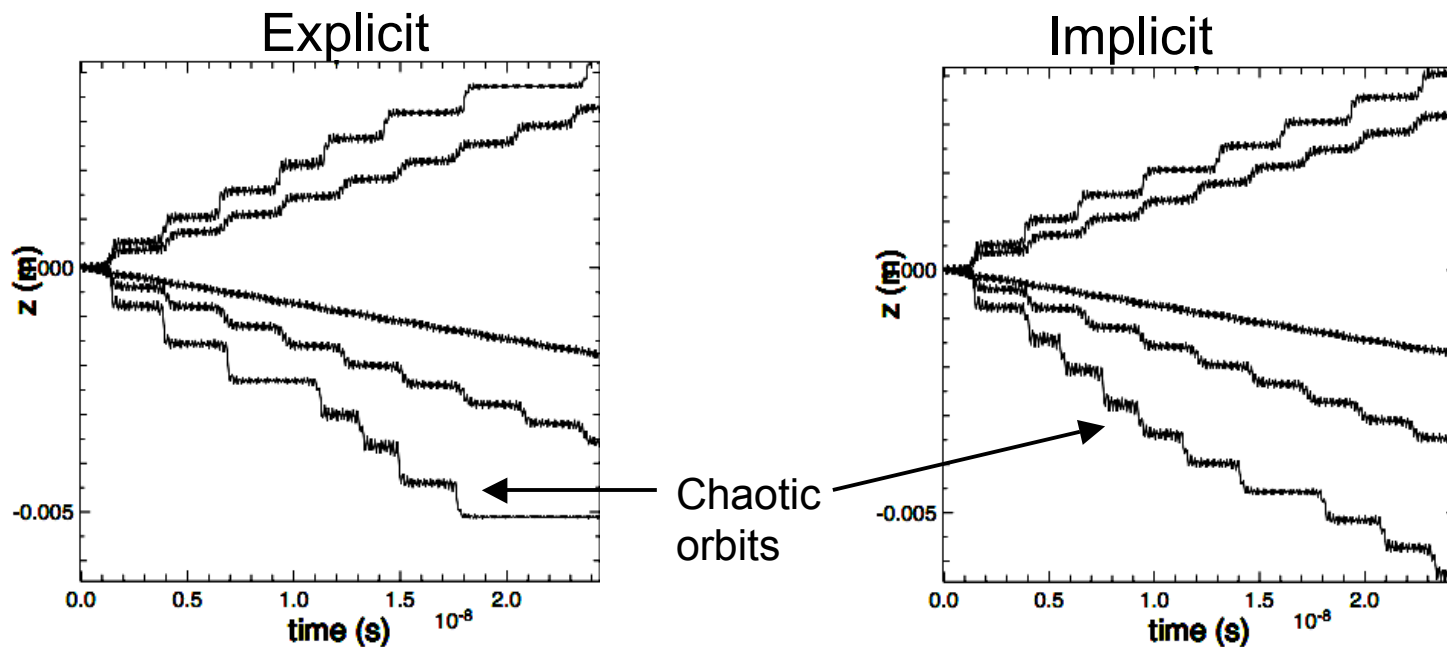 Explicit
Implicit
z (m)
0.000
-0.005
0.0 0.5 1.0 1.5 2.0
time (s) 10-8
z (m)
0.000
-0.005
0.0 0.5 1.0 1.5 2.0
time (s) 10-8
Chaotic
orbits